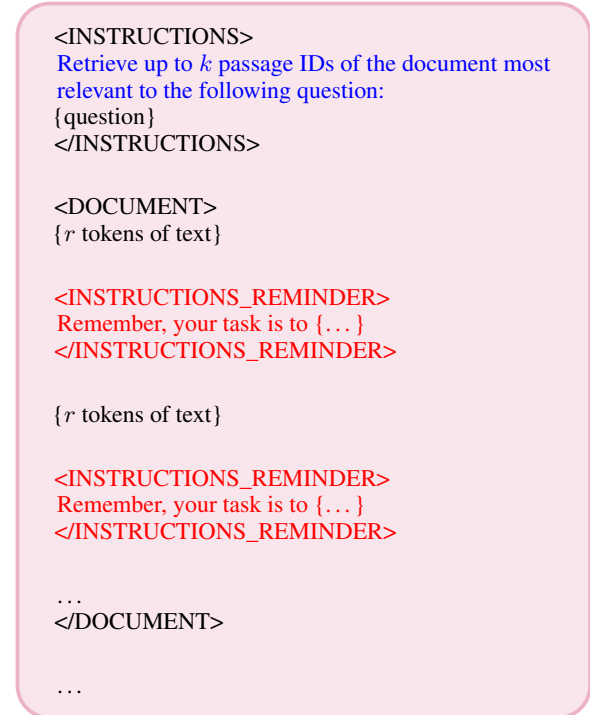 <INSTRUCTIONS>
Retrieve up to k passage IDs of the document most
relevant to the following question:
{question}
</INSTRUCTIONS>
<DOCUMENT>
{r tokens of text}
<INSTRUCTIONS_REMINDER>
Remember, your task is to {...}
</INSTRUCTIONS_REMINDER>
{r tokens of text}
<INSTRUCTIONS_REMINDER>
Remember, your task is to {...}
</INSTRUCTIONS_REMINDER>
...
</DOCUMENT>
...